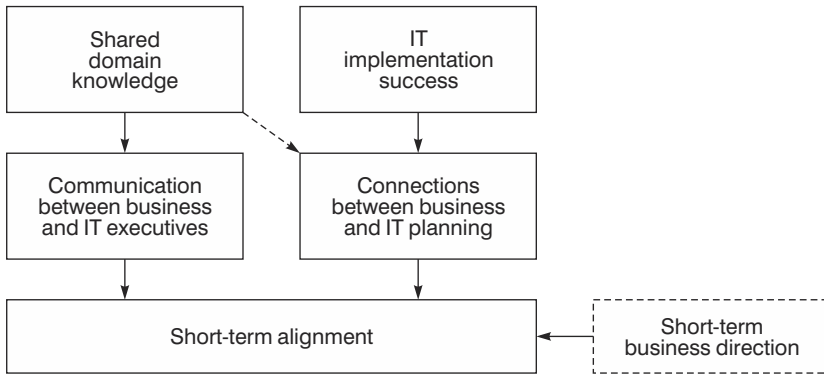 Shared
domain
knowledge
IT
implementation
success
Communication
between business
and IT executives
Connections
between business
and IT planning
Short-term alignment
Short-term
business direction